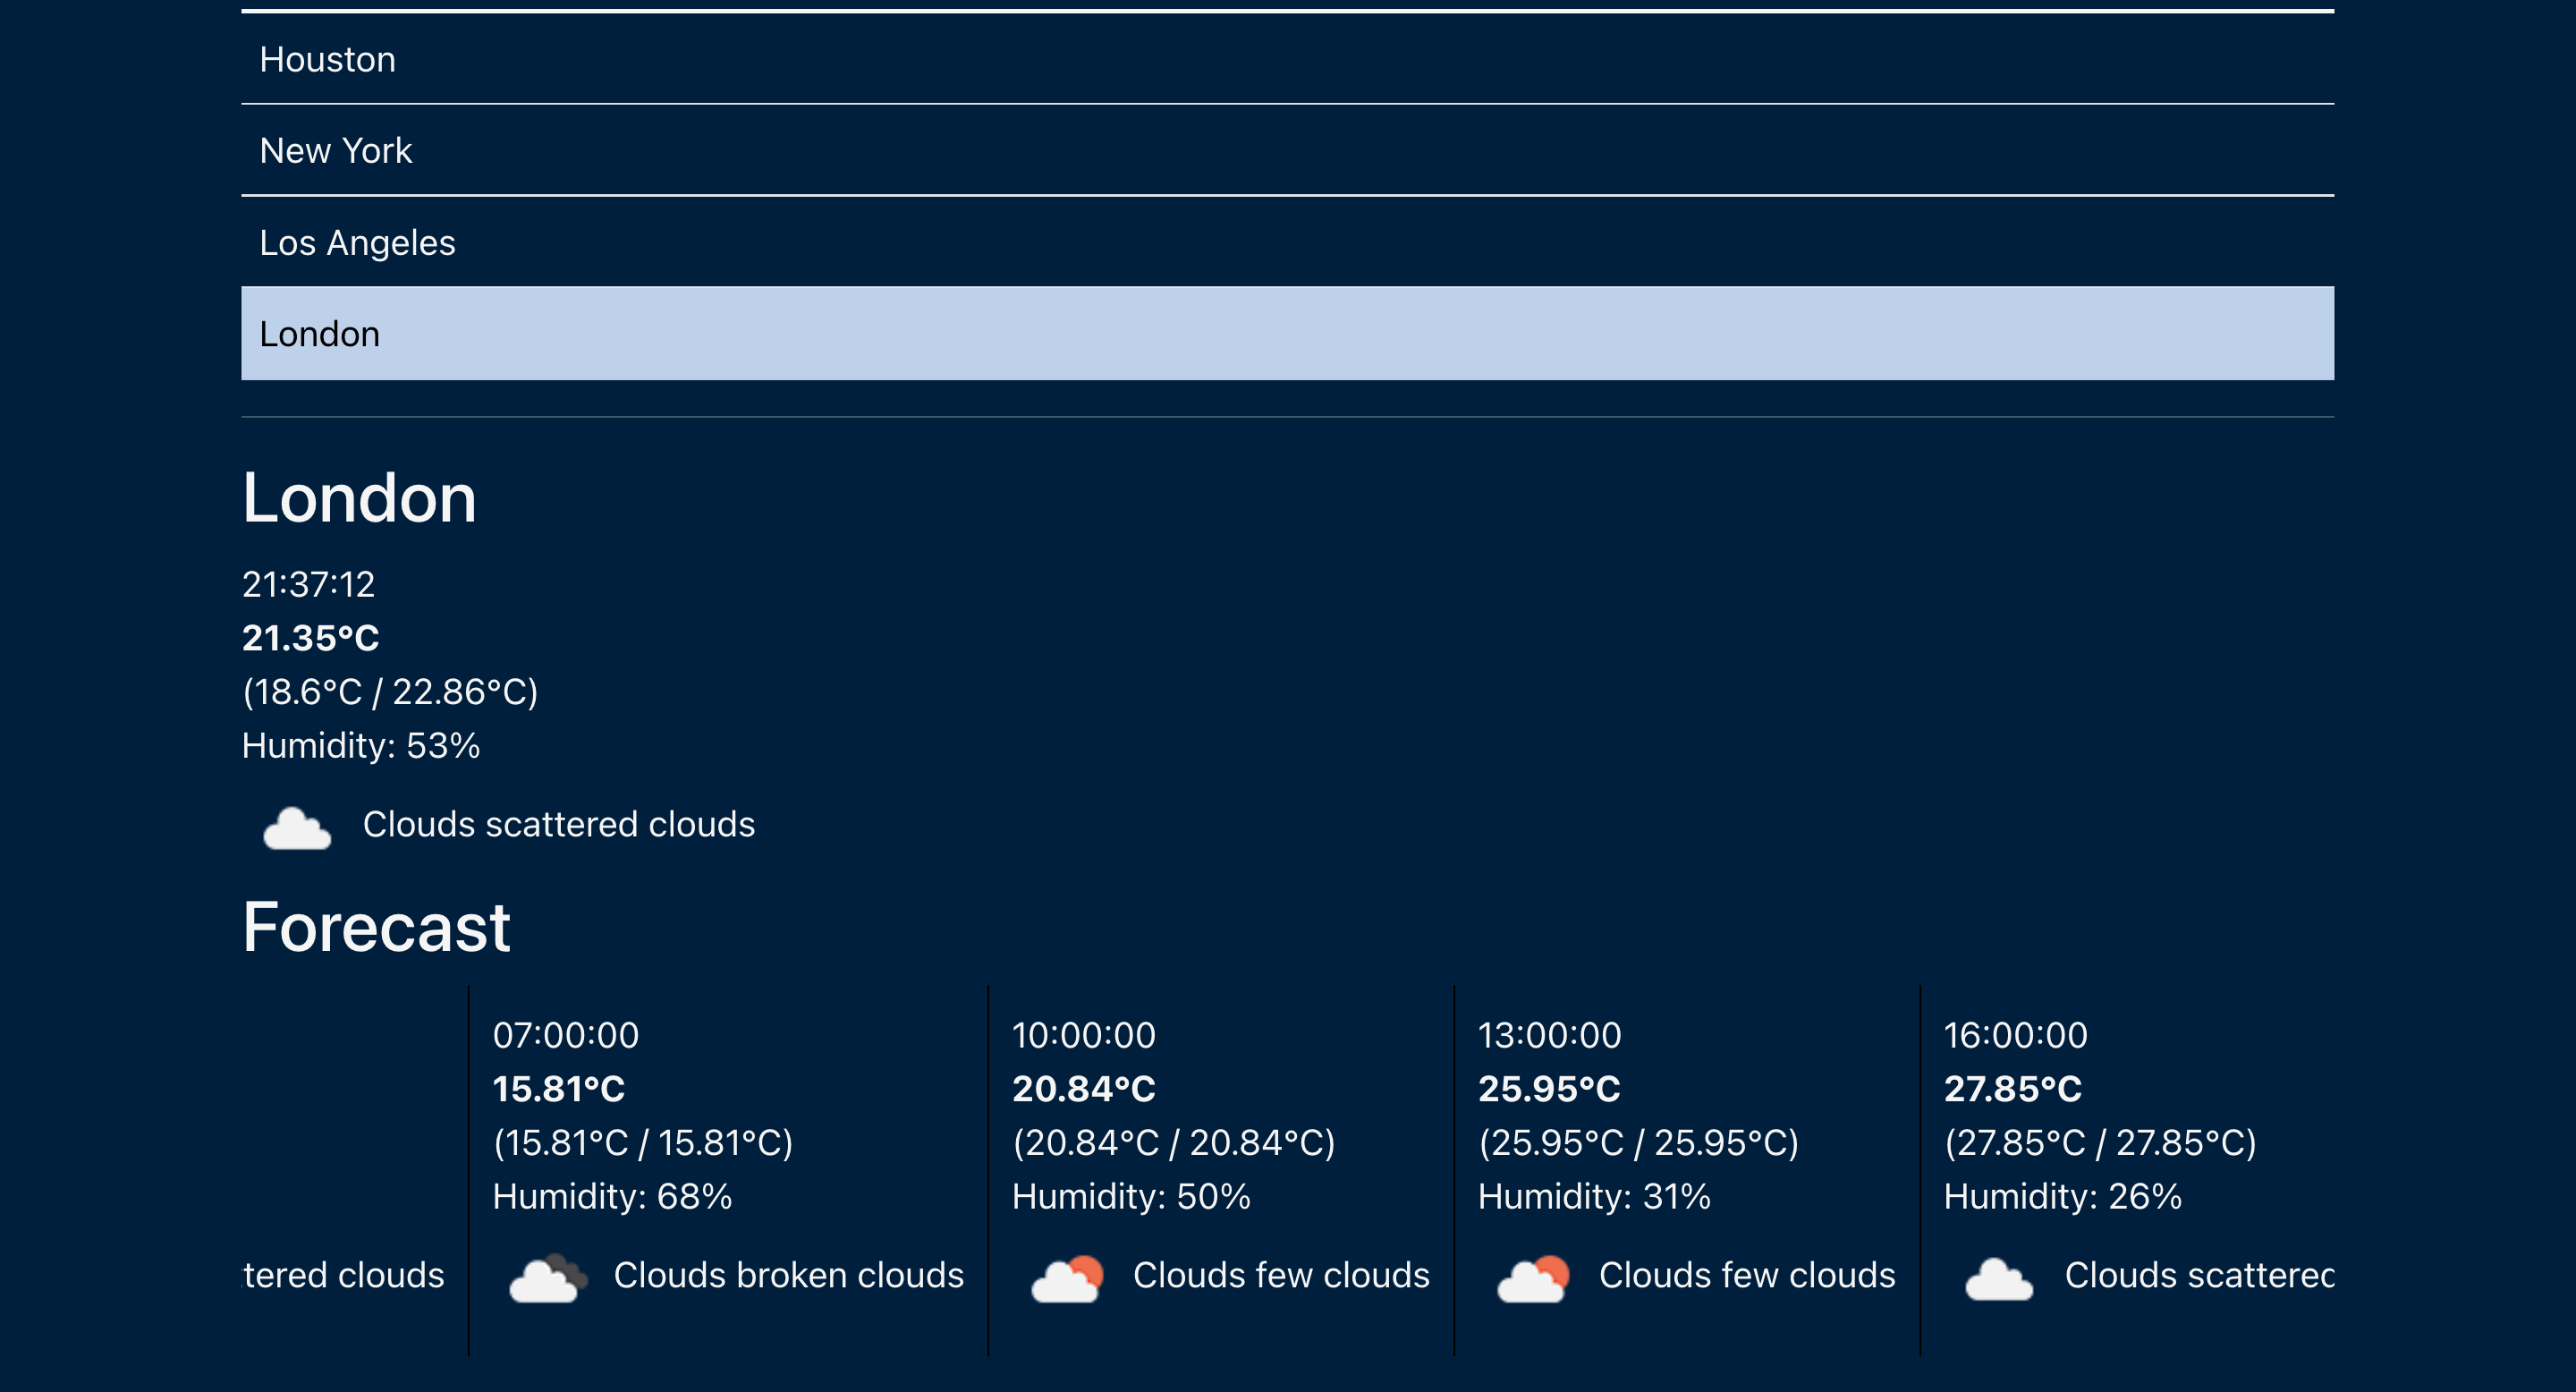 Houston
New York
Los Angeles
London
London
21:37:12
21.35°C
(18.6°C / 22.86°C)
Humidity: 53%
Clouds scattered clouds
Forecast
clouds
07:00:00
15.81°C
(15.81°C / 15.81°C)
Humidity: 68%
Clouds broken clouds
10:00:00
20.84°C
(20.84°C / 20.84°C)
Humidity: 50%
Clouds few clouds
13:00:00
25.95°C
(25.95°C / 25.95°C)
Humidity: 31%
Clouds few clouds
16:00:00
27.85°C
(27.85°C / 27.85°C)
Humidity: 26%
Clouds